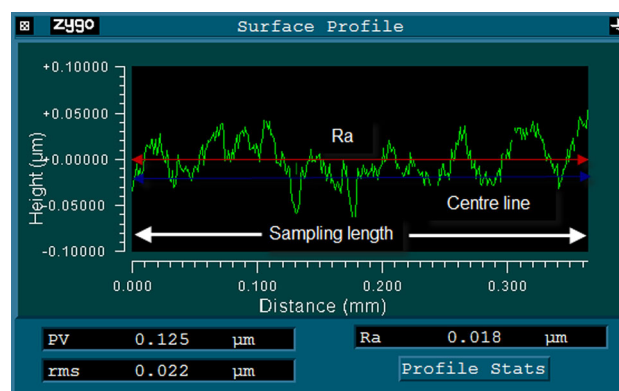 zygo Surface Profile
+0.10000
+0.05000
+0.00000
-0.05000
-0.10000
Height (µm)
Ra
Centre line
Sampling length
0.000 0.100 0.200 0.300
Distance (mm)
PV 0.125 µm
Ra 0.018 µm
rms 0.022 µm
Profile Stats